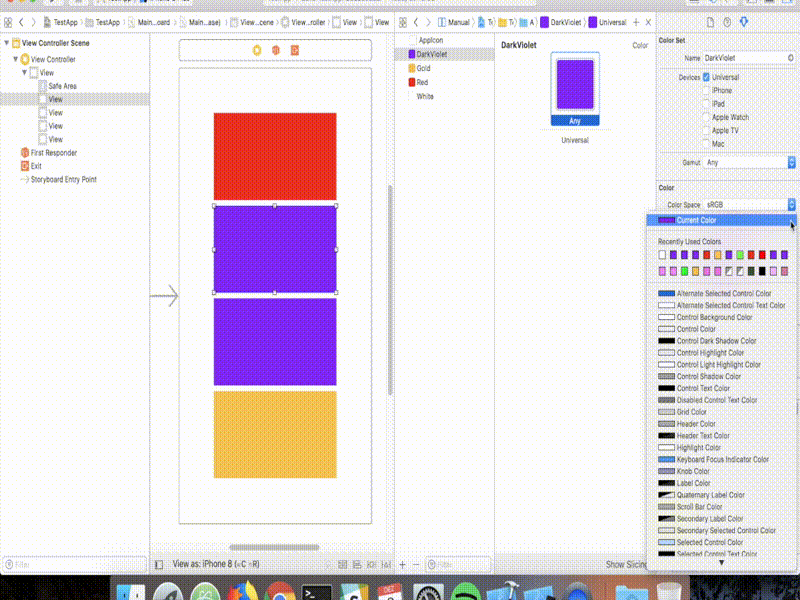 TestApp
TestApp
Main...oard
Main...ase)
View...cene
View...roller
View
View
Manual
DarkViolet
Universal
View Controller Scene
View Controller
View
Safe Area
View
View
View
View
First Responder
Exit
Storyboard Entry Point
AppIcon
DarkViolet
Gold
Red
White
DarkViolet
Color
Any
Universal
Color Set
Name DarkViolet
Devices Universal
iPhone
iPad
Apple Watch
Apple TV
Mac
Gamut Any
Color
Color Space sRGB
Current Color
Recently Used Colors
Alternate Selected Control Color
Alternate Selected Control Text Color
Control Background Color
Control Color
Control Dark Shadow Color
Control Highlight Color
Control Light Highlight Color
Control Shadow Color
Control Text Color
Disabled Control Text Color
Grid Color
Header Color
Header Text Color
Highlight Color
Keyboard Focus Indicator Color
Knob Color
Label Color
Quaternary Label Color
Scroll Bar Color
Secondary Label Color
Secondary Selected Control Color
Selected Control Color
Selected Control Text Color
Filter
View as: iPhone 8 (wC hR)
Filter
Show Slicing
DEC